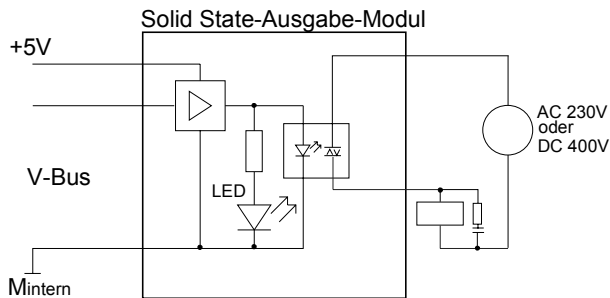 Solid State-Ausgabe-Modul
+5V
AC 230V
oder
DC 400V
V-Bus
LED
Mintern